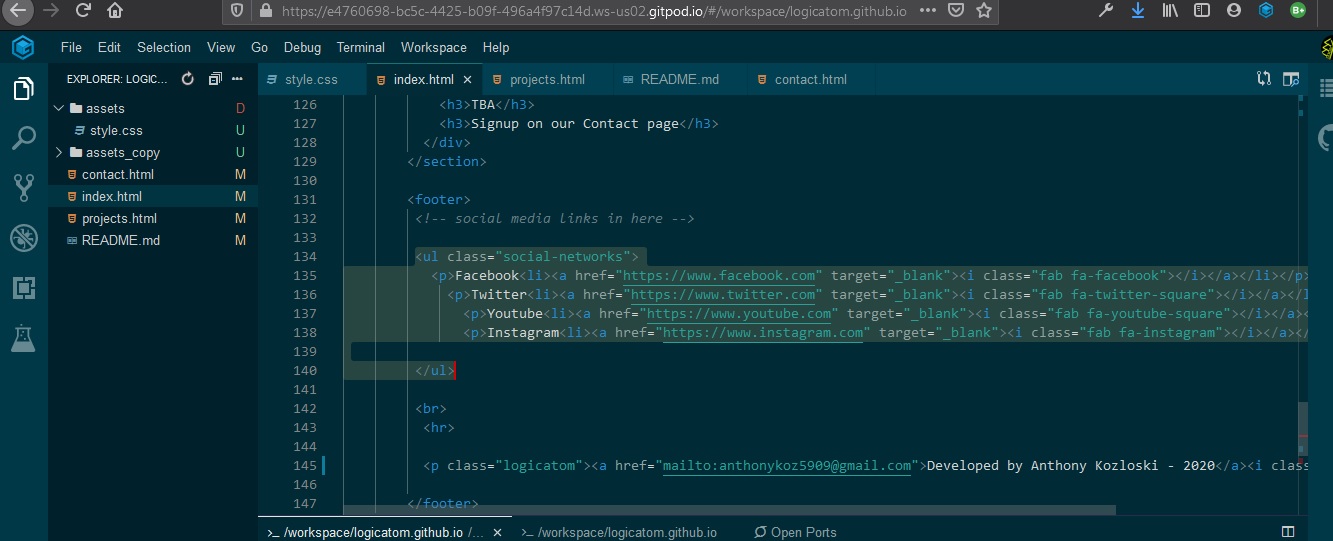 https://e4760698-bc5c-4425-b09f-496a4f97c14d.ws-us02.gitpod.io/#/workspace/logicatom.github.io
File Edit Selection View Go Debug Terminal Workspace Help
EXPLORER: LOGIC...
style.css index.html projects.html README.md contact.html
assets D
style.css U
assets_copy U
contact.html M
index.html M
projects.html M
README.md M
126 <h3>TBA</h3>
127 <h3>Signup on our Contact page</h3>
128 </div>
129 </section>
130
131 <footer>
132 <!-- social media links in here -->
133
134 <ul class="social-networks">
135 <p>Facebook<li><a href="https://www.facebook.com" target="_blank"><i class="fab fa-facebook"></i></a></li></p>
136 <p>Twitter<li><a href="https://www.twitter.com" target="_blank"><i class="fab fa-twitter-square"></i></a></l
137 <p>Youtube<li><a href="https://www.youtube.com" target="_blank"><i class="fab fa-youtube-square"></i></a><
138 <p>Instagram<li><a href="https://www.instagram.com" target="_blank"><i class="fab fa-instagram"></i></a></
139
140 </ul>
141
142 <br>
143 <hr>
144
145 <p class="logicatom"><a href="mailto:anthonykoz5909@gmail.com">Developed by Anthony Kozloski - 2020</a><i class
146
147 </footer>
>_ /workspace/logicatom.github.io /... >_ /workspace/logicatom.github.io Open Ports